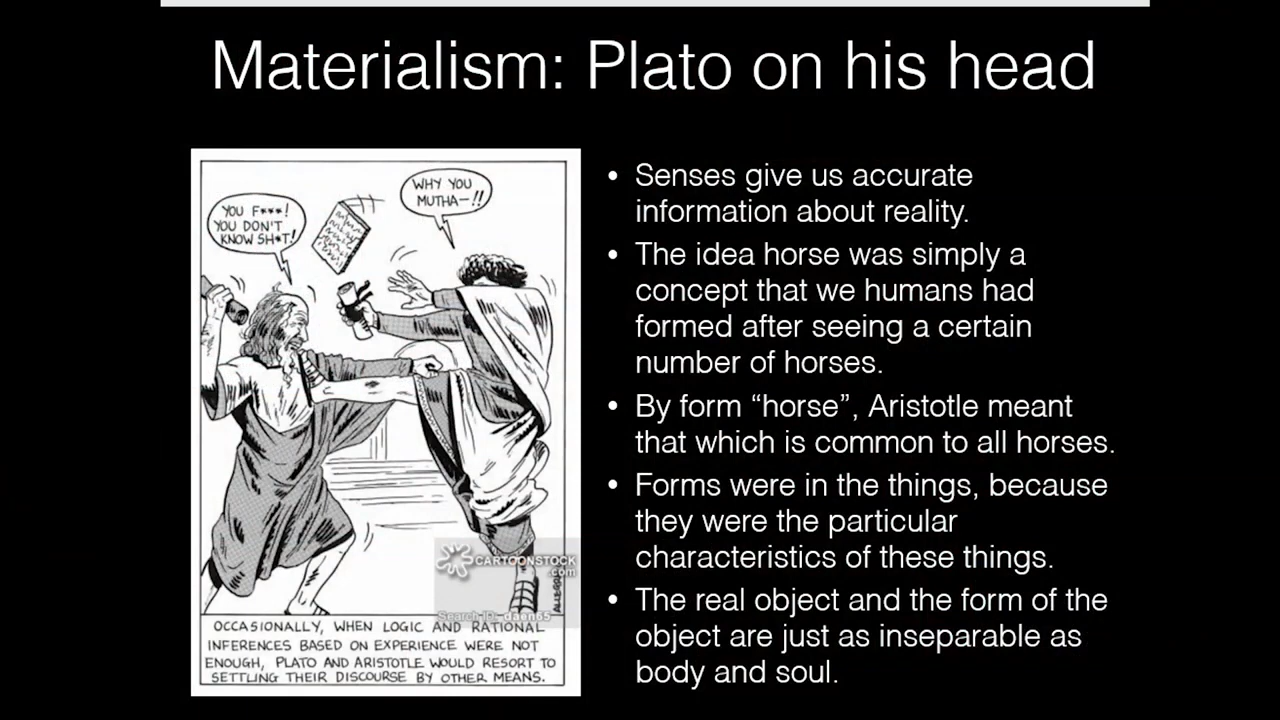 Materialism: Plato on his head
YOU F***!
YOU DON'T
KNOW SH*T!
WHY YOU
MUTHA—!!
CARTOONSTOCK
.com
Search ID: daen65
ALLEGORY
OCCASIONALLY, WHEN LOGIC AND RATIONAL
INFERENCES BASED ON EXPERIENCE WERE NOT
ENOUGH, PLATO AND ARISTOTLE WOULD RESORT TO
SETTLING THEIR DISCOURSE BY OTHER MEANS.
• Senses give us accurate
information about reality.
• The idea horse was simply a
concept that we humans had
formed after seeing a certain
number of horses.
• By form “horse”, Aristotle meant
that which is common to all horses.
• Forms were in the things, because
they were the particular
characteristics of these things.
• The real object and the form of the
object are just as inseparable as
body and soul.